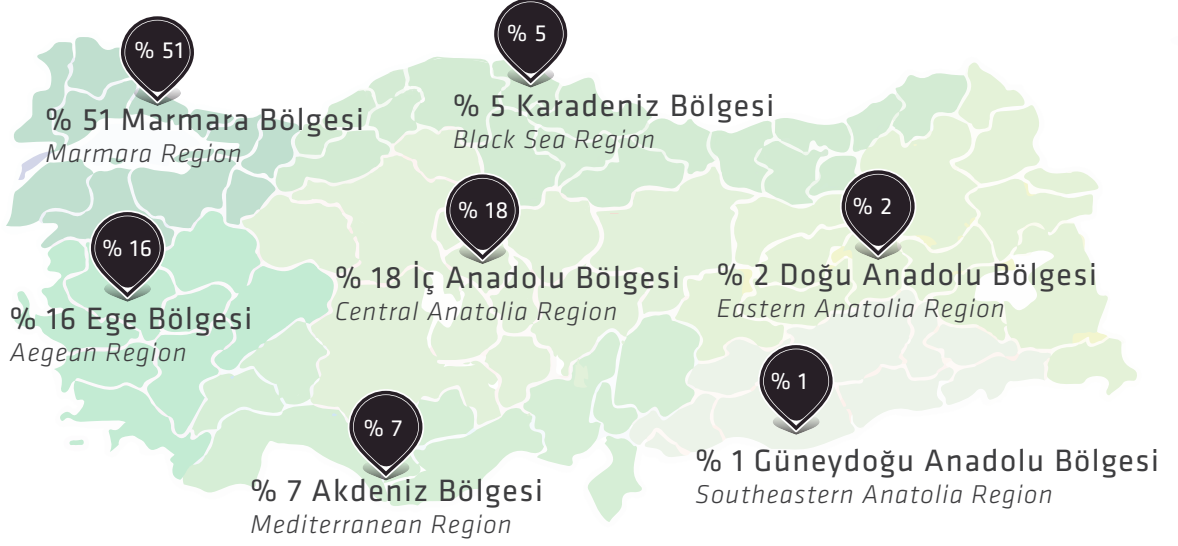 % 51
% 51 Marmara Bölgesi
Marmara Region
% 5
% 5 Karadeniz Bölgesi
Black Sea Region
% 16
% 16 Ege Bölgesi
Aegean Region
% 18
% 18 İç Anadolu Bölgesi
Central Anatolia Region
% 2
% 2 Doğu Anadolu Bölgesi
Eastern Anatolia Region
% 7
% 7 Akdeniz Bölgesi
Mediterranean Region
% 1
% 1 Güneydoğu Anadolu Bölgesi
Southeastern Anatolia Region